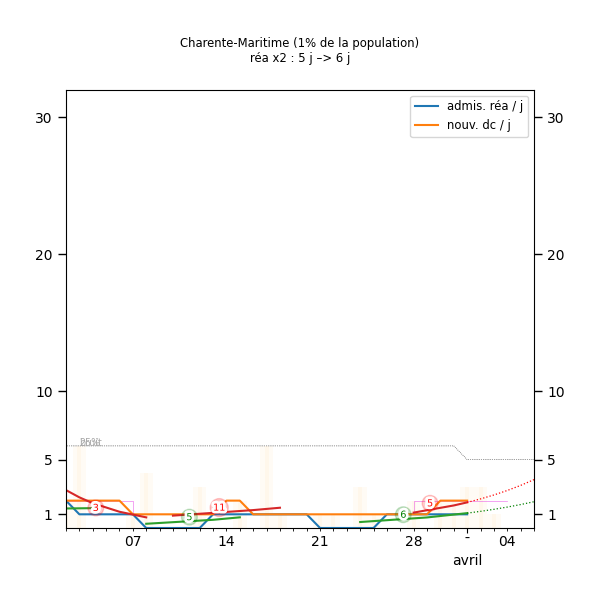 Charente-Maritime (1% de la population)
réa x2 : 5 j –> 6 j
admis. réa / j
nouv. dc / j
30 30
20 20
10 10
5 5
1 1
3 5 11 6 5
07 14 21 28 - 04
avril